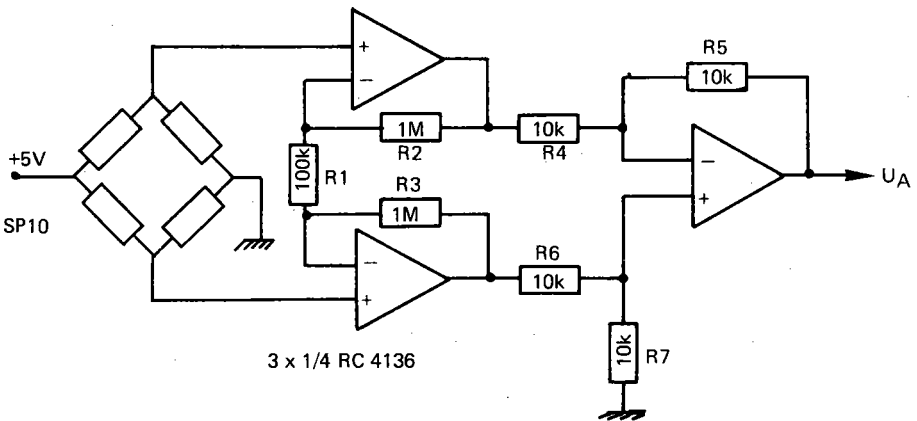 +
−
1M
R2
100k
R1
R3
1M
−
+
+5V
SP10
10k
R4
R5
10k
−
+
U_A
R6
10k
10k
R7
3 x 1/4 RC 4136